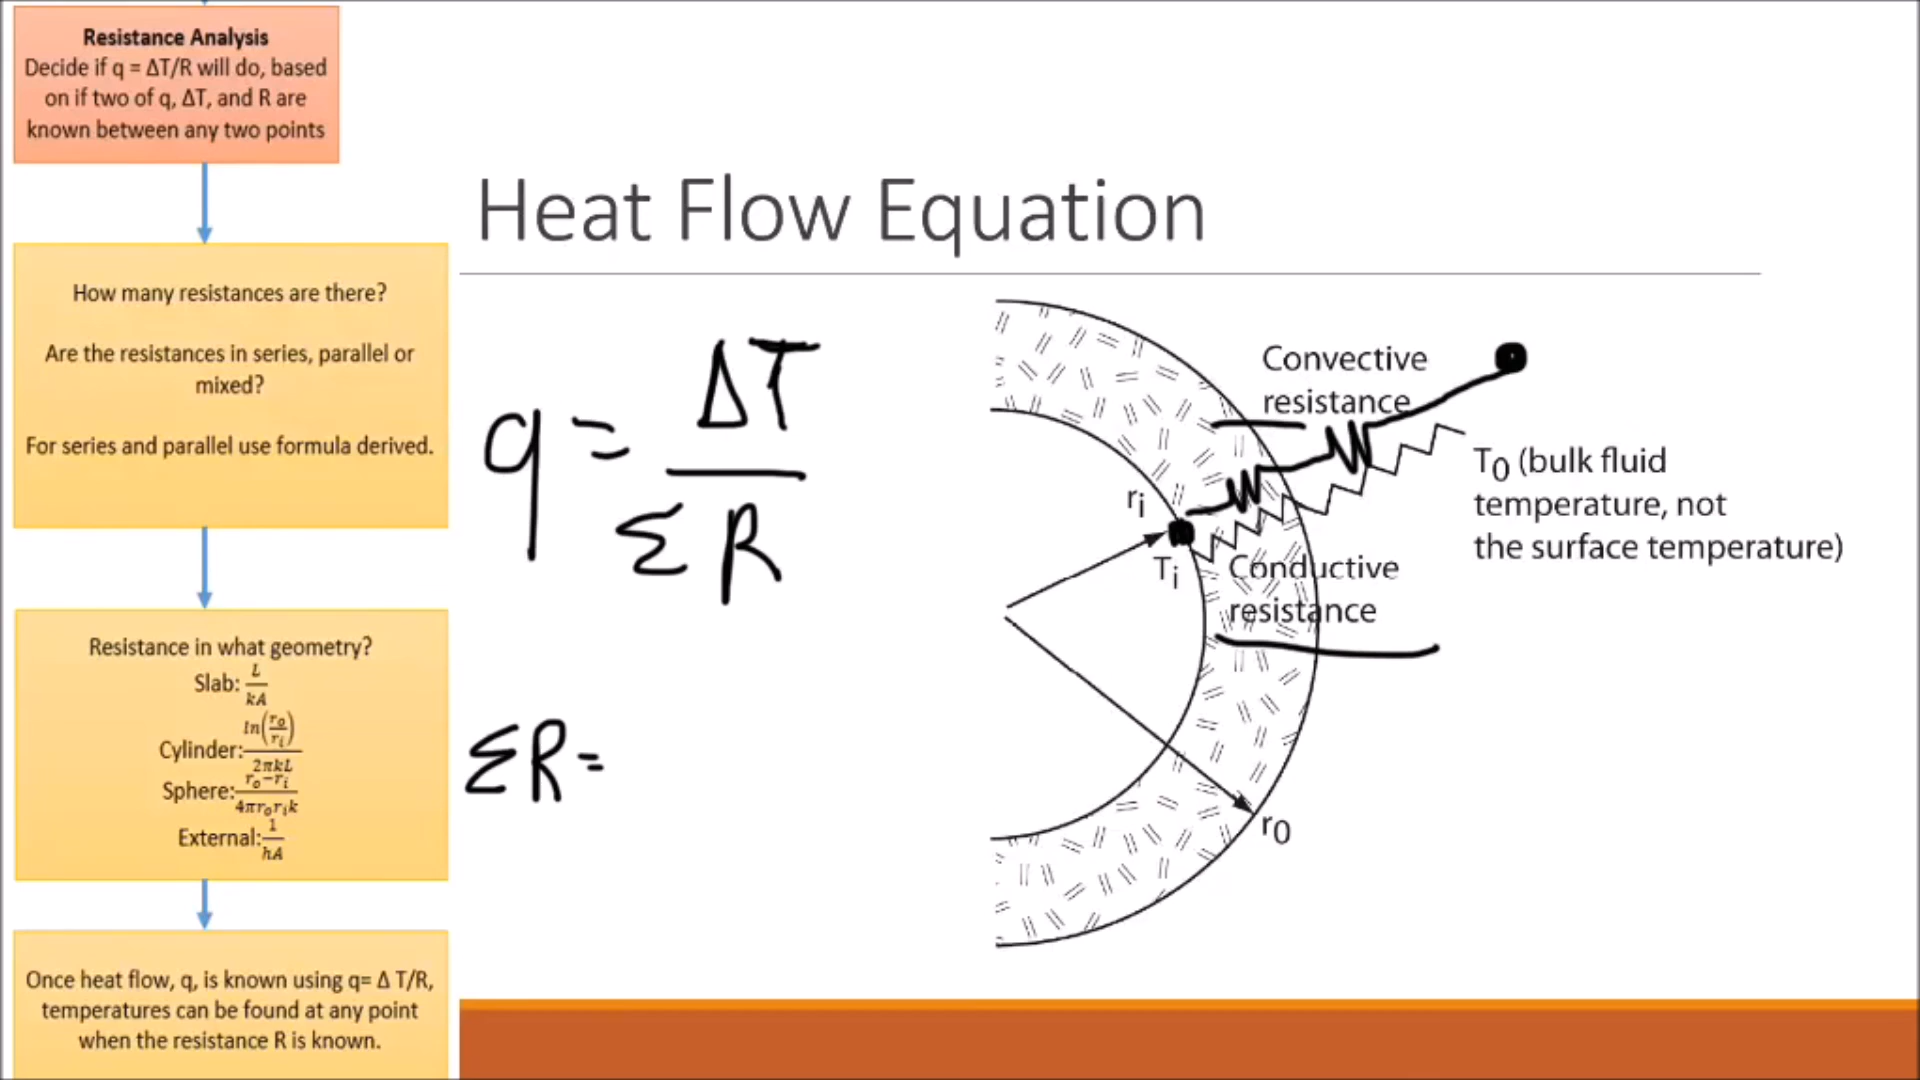 Resistance Analysis
Decide if q = ΔT/R will do, based
on if two of q, ΔT, and R are
known between any two points
How many resistances are there?
Are the resistances in series, parallel or
mixed?
For series and parallel use formula derived.
Resistance in what geometry?
Slab: L/kA
Cylinder: ln(r₀/rᵢ)/2πkL
Sphere: r₀−rᵢ/4πr₀rᵢk
External: 1/hA
Once heat flow, q, is known using q= Δ T/R,
temperatures can be found at any point
when the resistance R is known.
Heat Flow Equation
q = ΔT/ΣR
ΣR =
Convective
resistance
T₀ (bulk fluid
temperature, not
the surface temperature)
rᵢ
Tᵢ
Conductive
resistance
r₀